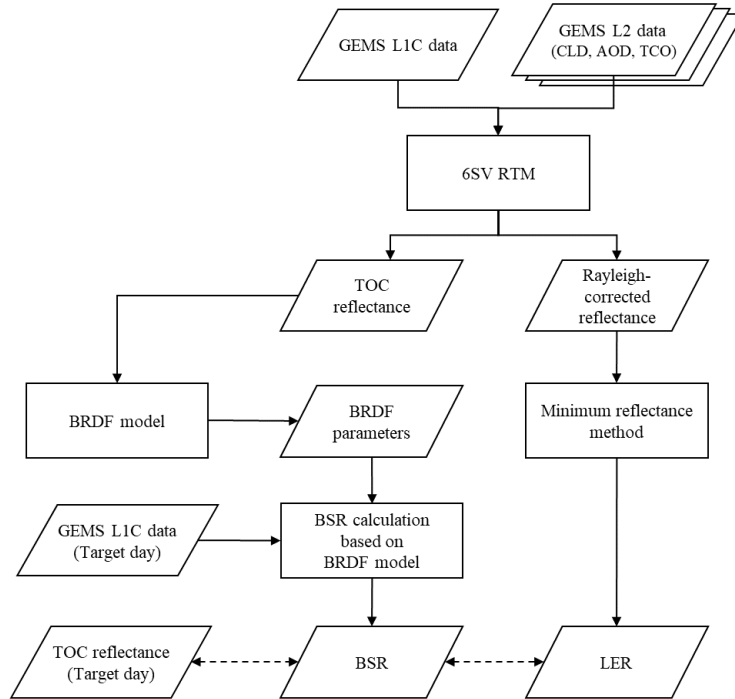 GEMS L1C data
GEMS L2 data
(CLD, AOD, TCO)
6SV RTM
TOC
reflectance
Rayleigh-
corrected
reflectance
BRDF model
BRDF
parameters
Minimum reflectance
method
GEMS L1C data
(Target day)
BSR calculation
based on
BRDF model
TOC reflectance
(Target day)
BSR
LER